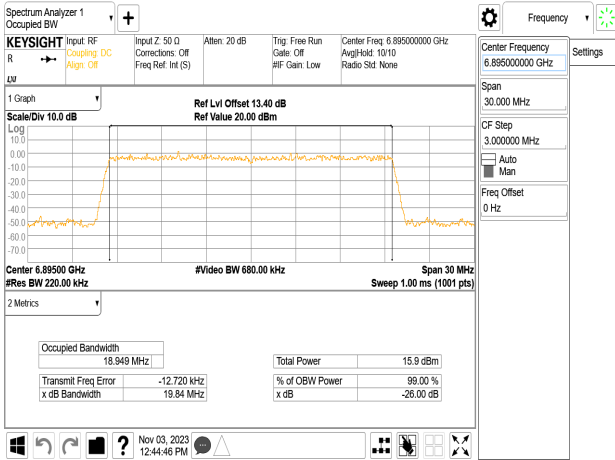 Spectrum Analyzer 1
Occupied BW
Frequency
KEYSIGHT
R
LXI
Input: RF
Coupling: DC
Align: Off
Input Z: 50 Ω
Corrections: Off
Freq Ref: Int (S)
Atten: 20 dB
Trig: Free Run
Gate: Off
#IF Gain: Low
Center Freq: 6.895000000 GHz
Avg|Hold: 10/10
Radio Std: None
Center Frequency
6.895000000 GHz
Settings
Span
30.000 MHz
CF Step
3.000000 MHz
Auto
Man
Freq Offset
0 Hz
1 Graph
Scale/Div 10.0 dB
Ref Lvl Offset 13.40 dB
Ref Value 20.00 dBm
Log
10.0
0.00
-10.0
-20.0
-30.0
-40.0
-50.0
-60.0
-70.0
Center 6.89500 GHz
#Video BW 680.00 kHz
Span 30 MHz
#Res BW 220.00 kHz
Sweep 1.00 ms (1001 pts)
2 Metrics
Occupied Bandwidth
18.949 MHz
Total Power 15.9 dBm
Transmit Freq Error -12.720 kHz
% of OBW Power 99.00 %
x dB Bandwidth 19.84 MHz
x dB -26.00 dB
?
Nov 03, 2023
12:44:46 PM